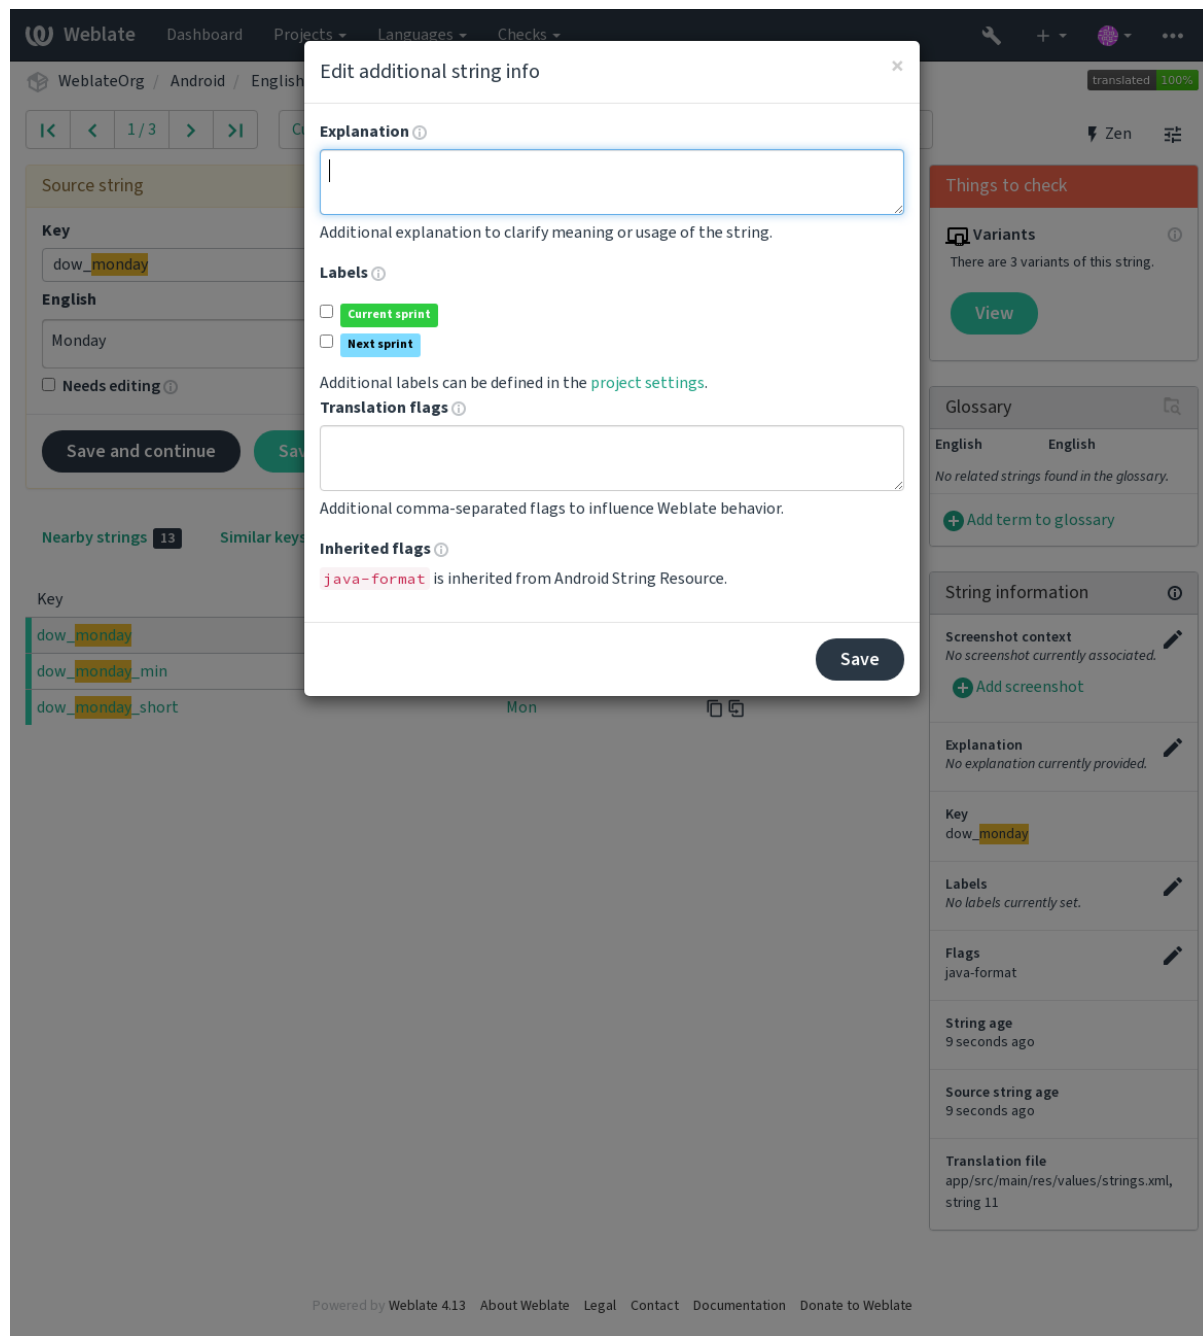 Weblate Dashboard Projects Languages Checks
Edit additional string info ×
WeblateOrg / Android / English
translated 100%
1 / 3
Zen
Explanation
Additional explanation to clarify meaning or usage of the string.
Labels
Current sprint
Next sprint
Additional labels can be defined in the project settings.
Translation flags
Additional comma-separated flags to influence Weblate behavior.
Inherited flags
java-format is inherited from Android String Resource.
Save
Source string
Key
dow_monday
English
Monday
Needs editing
Save and continue
Nearby strings 13 Similar keys
Key
dow_monday
dow_monday_min
dow_monday_short Mon
Things to check
Variants
There are 3 variants of this string.
View
Glossary
English English
No related strings found in the glossary.
Add term to glossary
String information
Screenshot context
No screenshot currently associated.
Add screenshot
Explanation
No explanation currently provided.
Key
dow_monday
Labels
No labels currently set.
Flags
java-format
String age
9 seconds ago
Source string age
9 seconds ago
Translation file
app/src/main/res/values/strings.xml,
string 11
Powered by Weblate 4.13 About Weblate Legal Contact Documentation Donate to Weblate